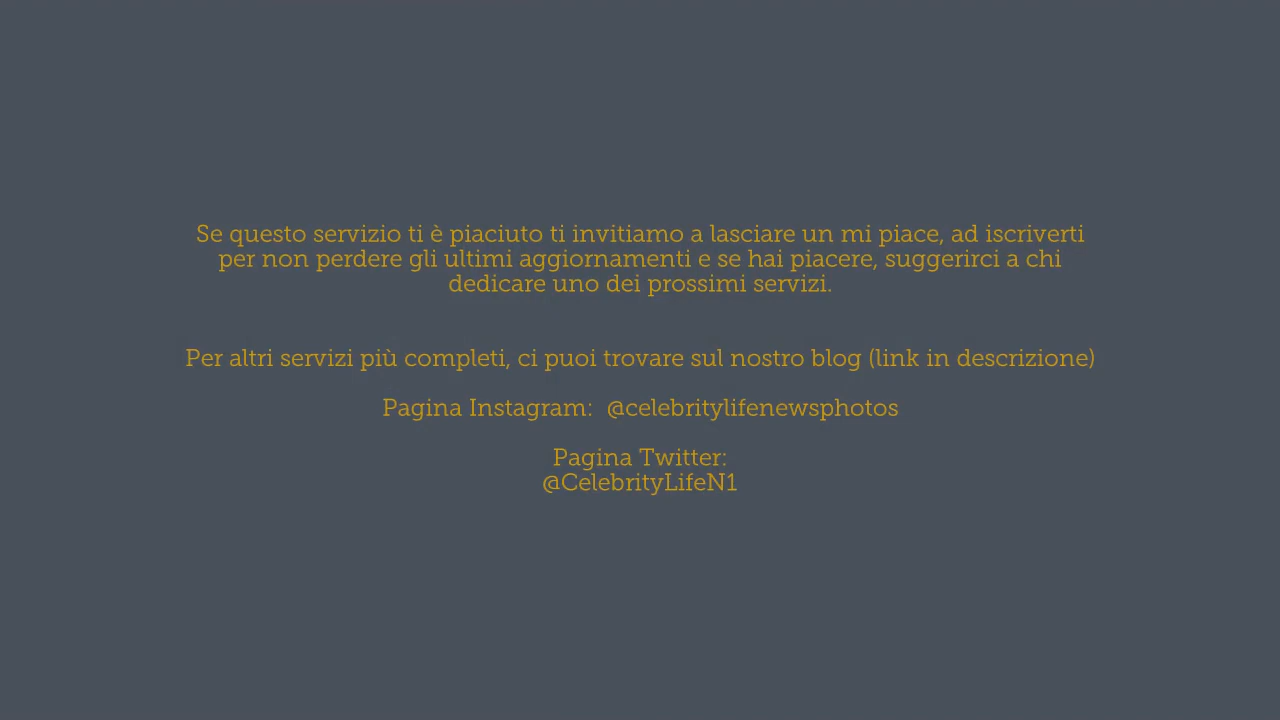 Se questo servizio ti è piaciuto ti invitiamo a lasciare un mi piace, ad iscriverti
per non perdere gli ultimi aggiornamenti e se hai piacere, suggerirci a chi
dedicare uno dei prossimi servizi.
Per altri servizi più completi, ci puoi trovare sul nostro blog (link in descrizione)
Pagina Instagram:  @celebritylifenewsphotos
Pagina Twitter:
@CelebrityLifeN1